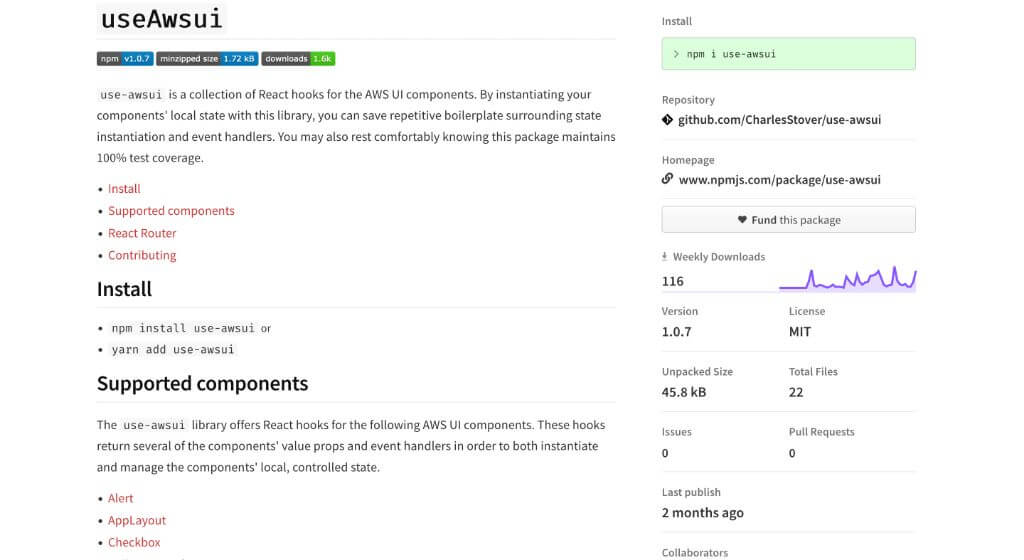 useAwsui
npm v1.0.7 minzipped size 1.72 kB downloads 1.6k
use-awsui is a collection of React hooks for the AWS UI components. By instantiating your
components' local state with this library, you can save repetitive boilerplate surrounding state
instantiation and event handlers. You may also rest comfortably knowing this package maintains
100% test coverage.
• Install
• Supported components
• React Router
• Contributing
Install
• npm install use-awsui or
• yarn add use-awsui
Supported components
The use-awsui library offers React hooks for the following AWS UI components. These hooks
return several of the components' value props and event handlers in order to both instantiate
and manage the components' local, controlled state.
• Alert
• AppLayout
• Checkbox
Install
> npm i use-awsui
Repository
github.com/CharlesStover/use-awsui
Homepage
www.npmjs.com/package/use-awsui
Fund this package
Weekly Downloads
116
Version License
1.0.7 MIT
Unpacked Size Total Files
45.8 kB 22
Issues Pull Requests
0 0
Last publish
2 months ago
Collaborators